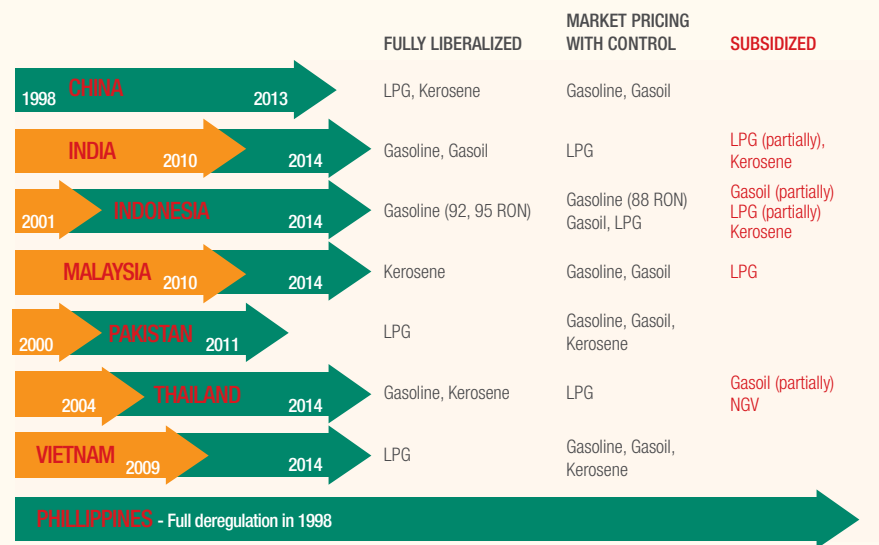 FULLY LIBERALIZED
MARKET PRICING
WITH CONTROL
SUBSIDIZED
1998 CHINA 2013
LPG, Kerosene
Gasoline, Gasoil
INDIA 2010 2014
Gasoline, Gasoil
LPG
LPG (partially),
Kerosene
2001 INDONESIA 2014
Gasoline (92, 95 RON)
Gasoline (88 RON)
Gasoil, LPG
Gasoil (partially)
LPG (partially)
Kerosene
MALAYSIA 2010 2014
Kerosene
Gasoline, Gasoil
LPG
2000 PAKISTAN 2011
LPG
Gasoline, Gasoil,
Kerosene
2004 THAILAND 2014
Gasoline, Kerosene
LPG
Gasoil (partially)
NGV
VIETNAM 2009 2014
LPG
Gasoline, Gasoil,
Kerosene
PHILLIPPINES - Full deregulation in 1998